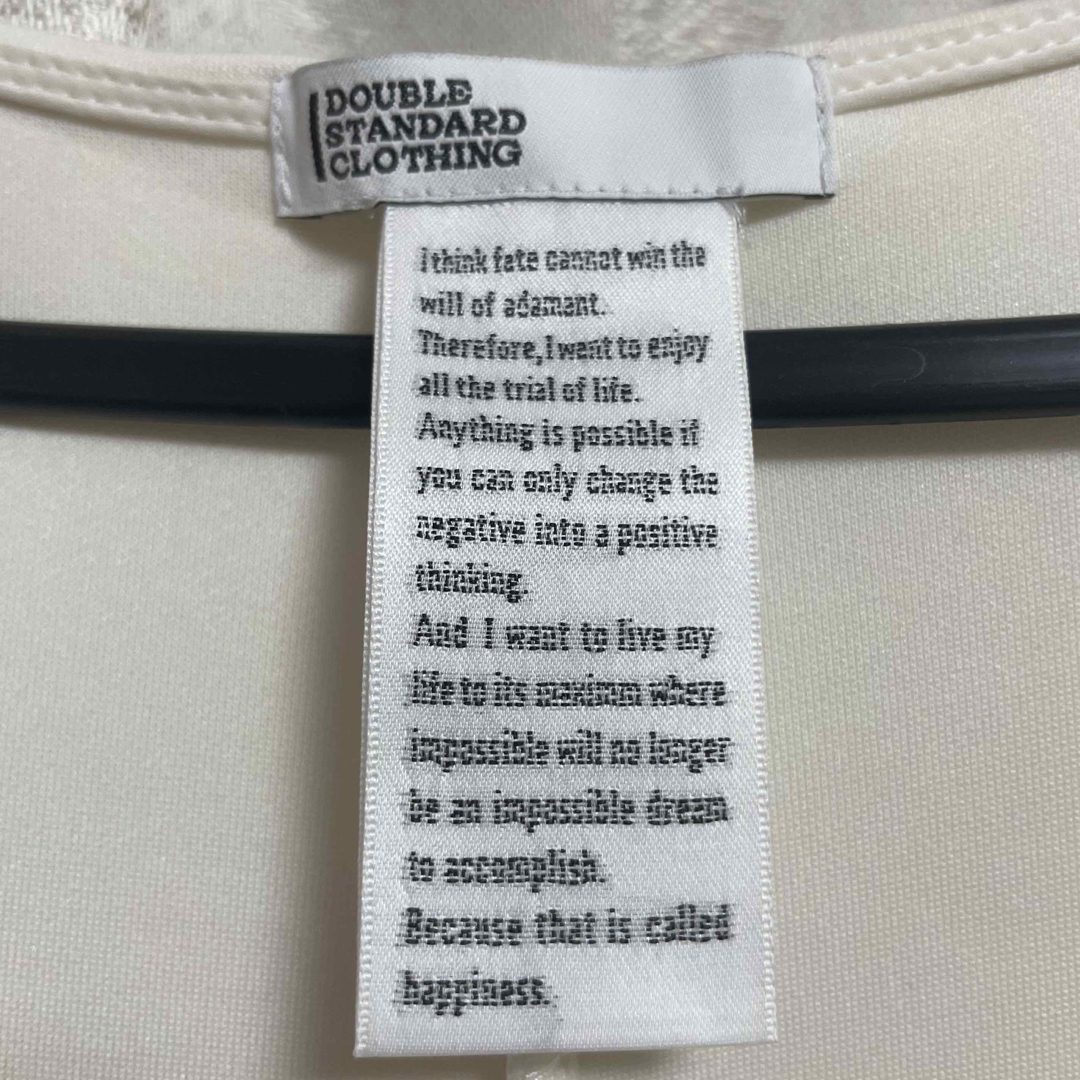 DOUBLE
STANDARD
CLOTHING
I think fate cannot win the
will of adamant.
Therefore, I want to enjoy
all the trial of life.
Anything is possible if
you can only change the
negative into a positive
thinking.
And I want to live my
life to its maximum where
impossible will no longer
be an impossible dream
to accomplish.
Because that is called
happiness.